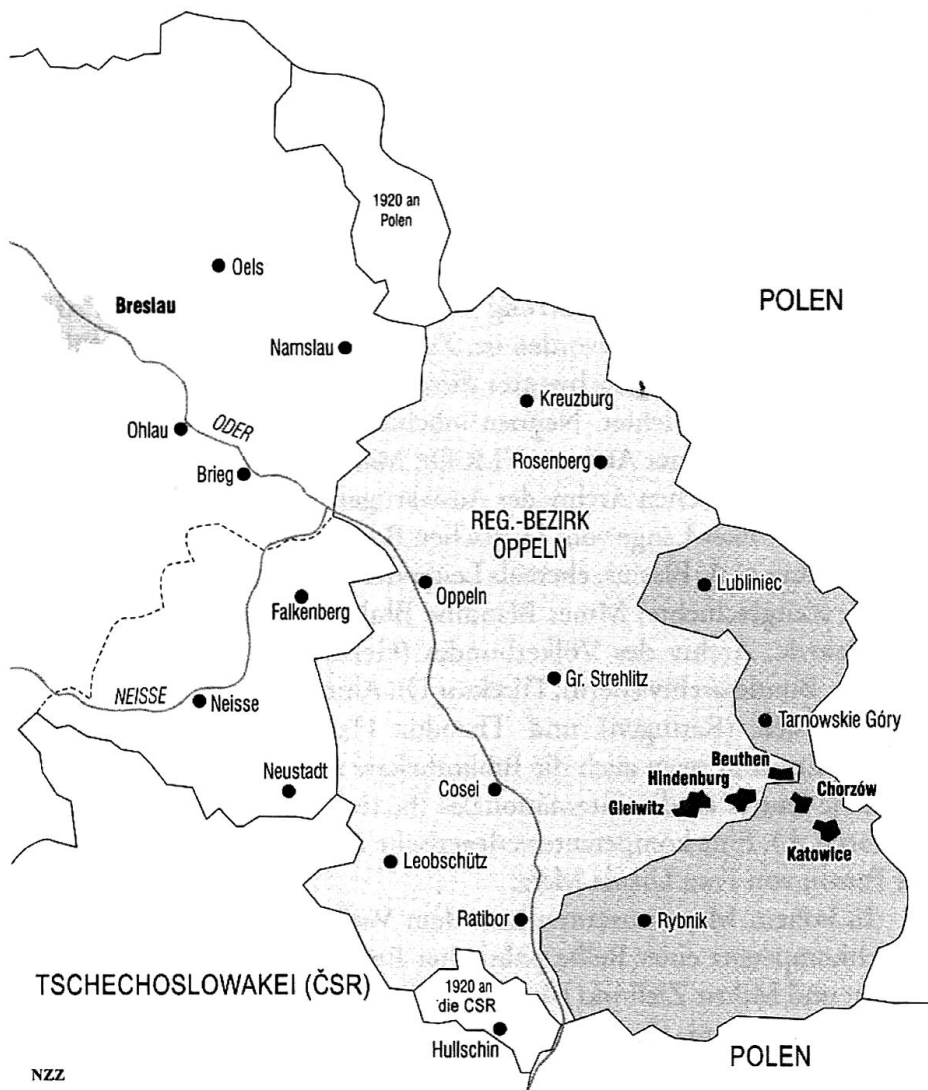 1920 an
Polen
Oels
Breslau
POLEN
Namslau
Kreuzburg
Ohlau
ODER
Rosenberg
Brieg
REG.-BEZIRK
OPPELN
Lubliniec
Oppeln
Falkenberg
Gr. Strehlitz
NEISSE
Neisse
Tarnowskie Góry
Beuthen
Neustadt
Hindenburg
Cosei
Chorzów
Gleiwitz
Katowice
Leobschütz
Ratibor
Rybnik
TSCHECHOSLOWAKEI (ČSR)
1920 an
die CSR
Hullschin
POLEN
NZZ